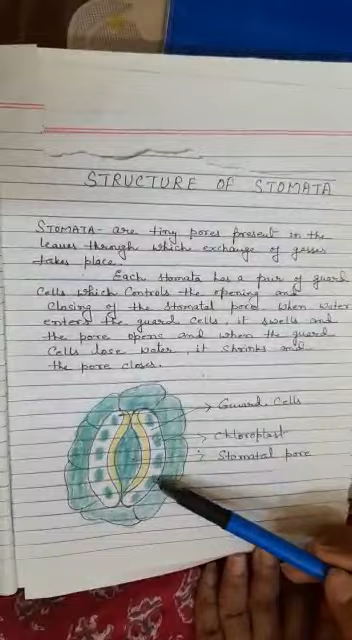 STRUCTURE OF STOMATA
STOMATA- are tiny pores present in the
leaves through which exchange of gasses
takes place.
Each stomata has a pair of guard
Cells which controls the opening and
closing of the stomatal pore. When water
enters the guard cells, it swells and
the pore opens and when the guard
Cells lose water, it shrinks and
the pore closes.
Guard Cells
Chloroplast
Stomatal pore